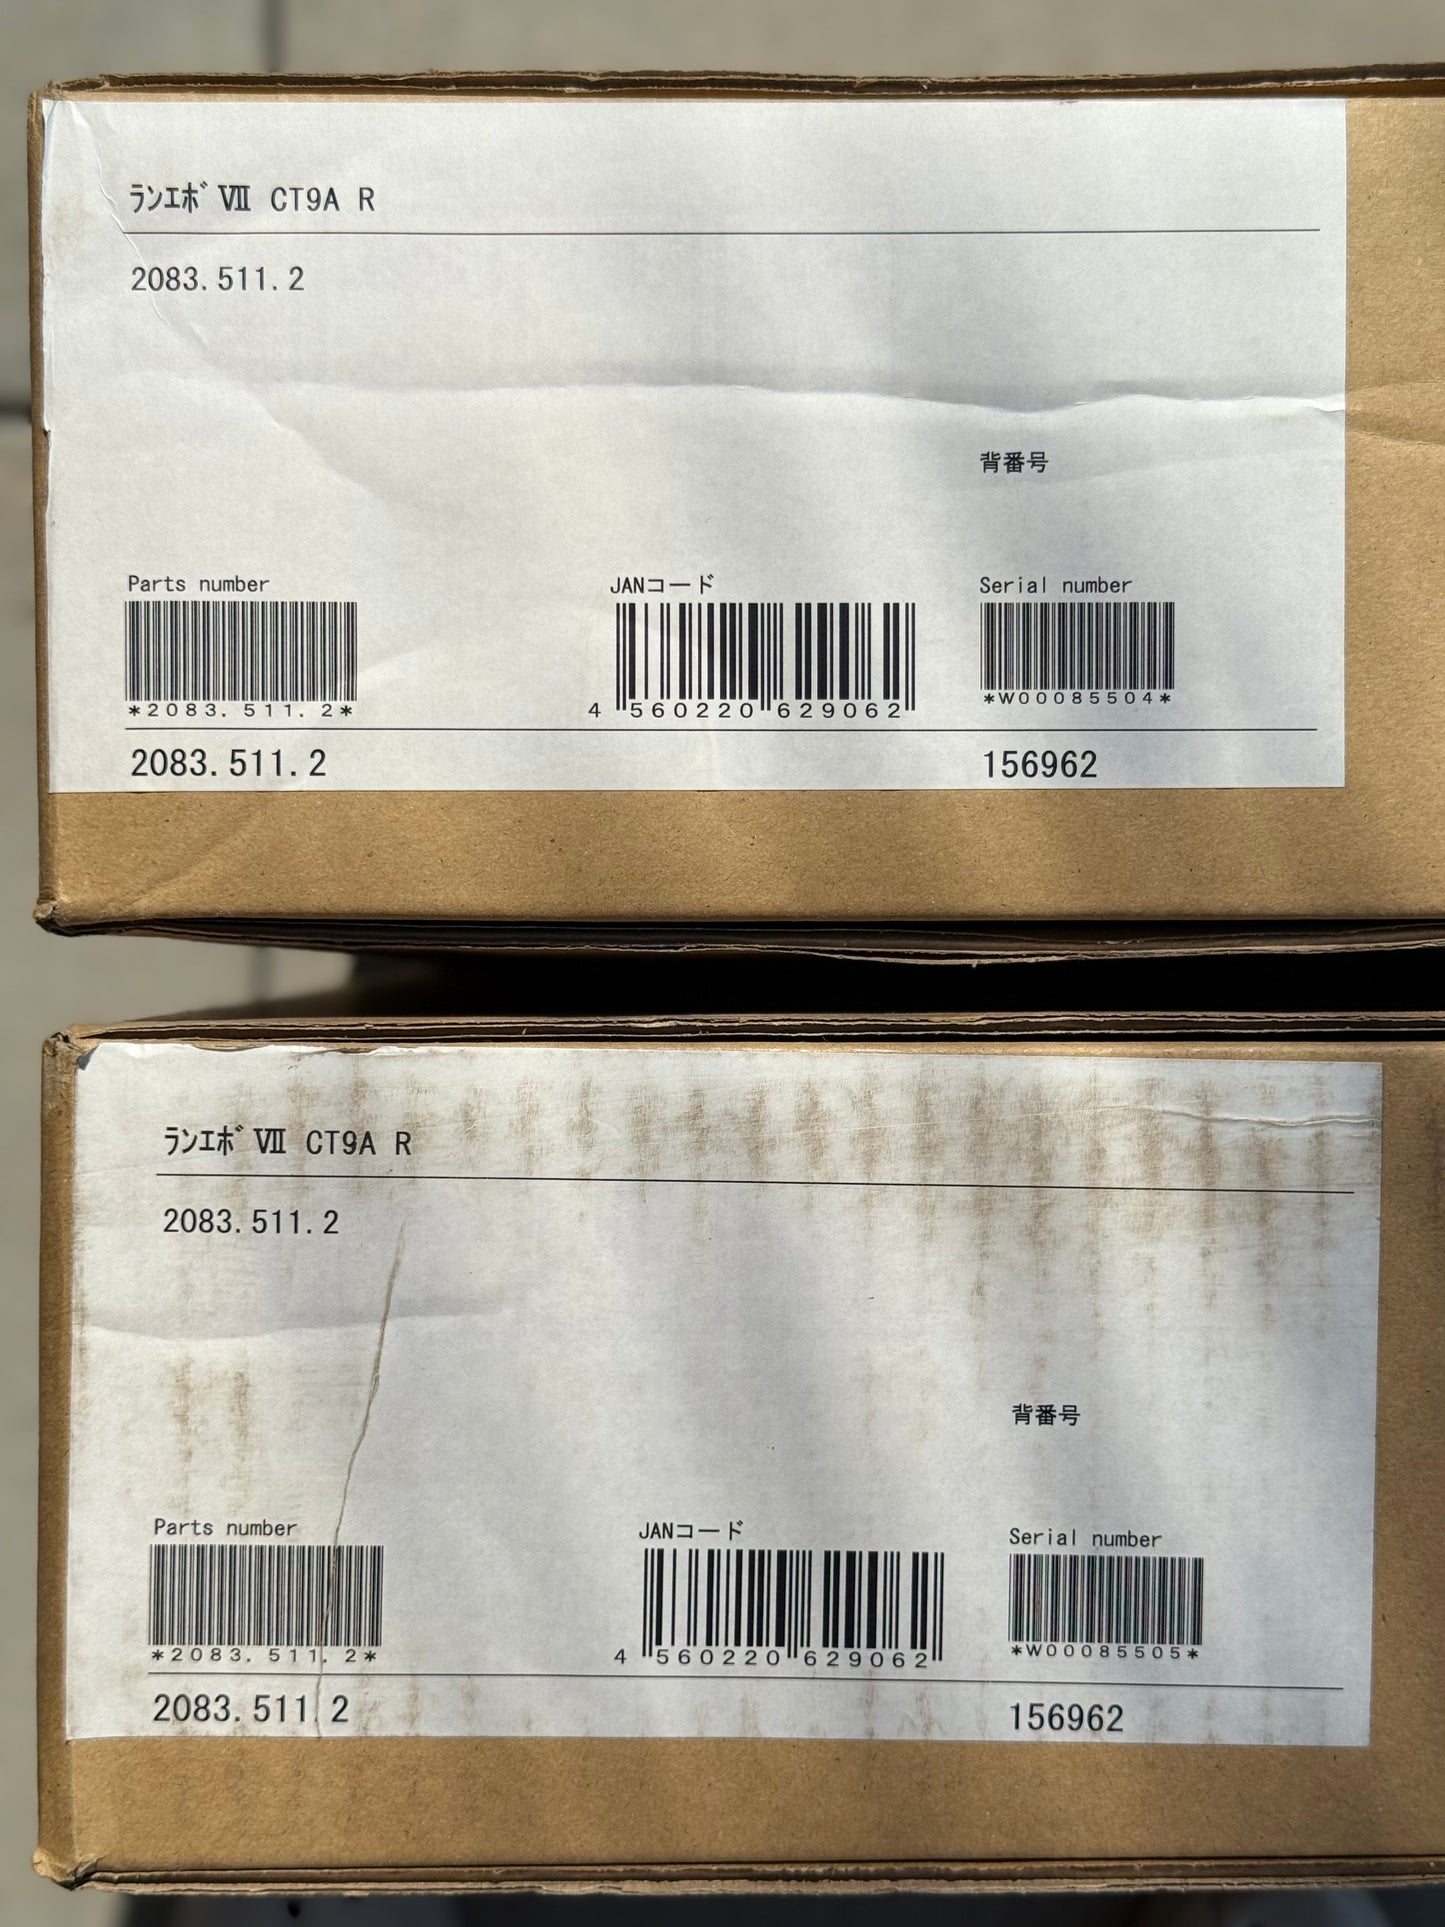 ﾗﾝｴﾎﾞ Ⅶ CT9A R
2083.511.2
背番号
Parts number
JANコード
Serial number
*2083.511.2*
4 560220 629062
*W00085504*
2083.511.2
156962
ﾗﾝｴﾎﾞ Ⅶ CT9A R
2083.511.2
背番号
Parts number
JANコード
Serial number
*2083.511.2*
4 560220 629062
*W00085505*
2083.511.2
156962